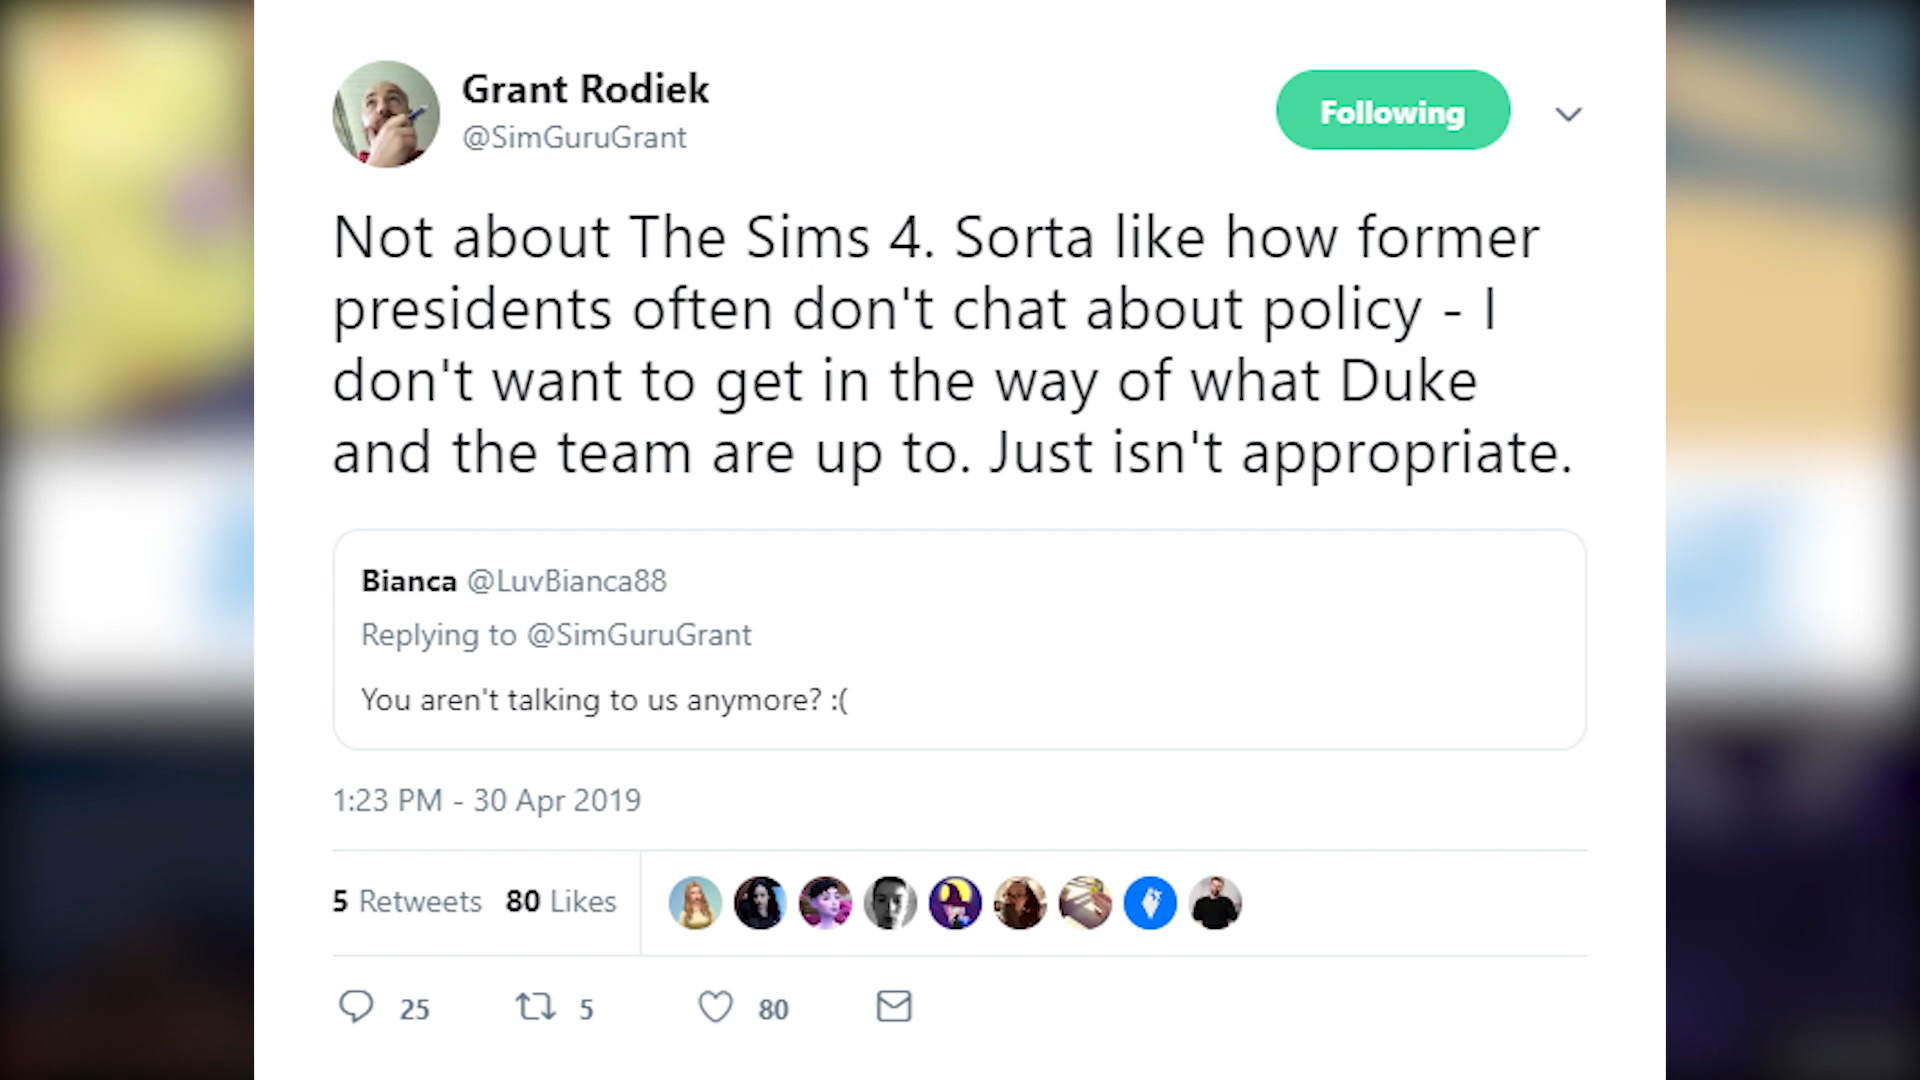 Grant Rodiek
@SimGuruGrant
Following
Not about The Sims 4. Sorta like how former
presidents often don't chat about policy - I
don't want to get in the way of what Duke
and the team are up to. Just isn't appropriate.
Bianca @LuvBianca88
Replying to @SimGuruGrant
You aren't talking to us anymore? :(
1:23 PM - 30 Apr 2019
5 Retweets 80 Likes
25 5 80